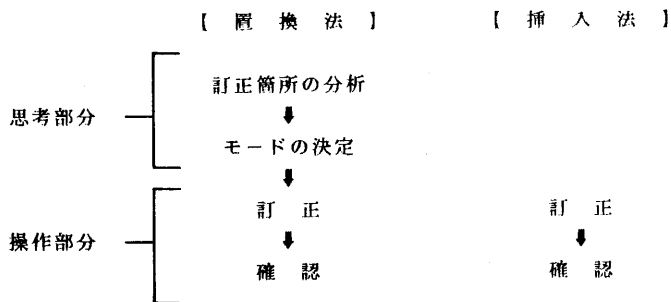 【置換法】 【挿入法】
訂正箇所の分析
思考部分
モードの決定
訂正 訂正
操作部分
確認 確認